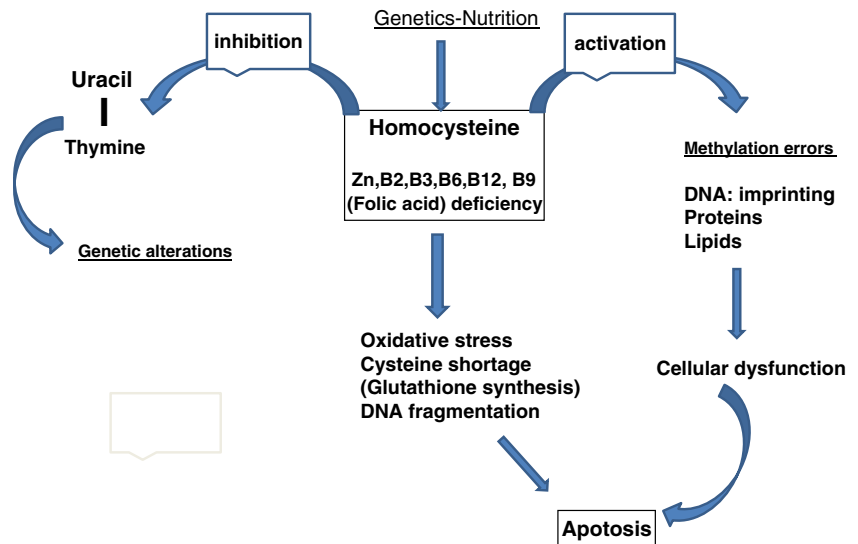 Genetics-Nutrition
inhibition
activation
Uracil
Thymine
Genetic alterations
Homocysteine
Zn,B2,B3,B6,B12, B9
(Folic acid) deficiency
Methylation errors
DNA: imprinting
Proteins
Lipids
Oxidative stress
Cysteine shortage
(Glutathione synthesis)
DNA fragmentation
Cellular dysfunction
Apotosis